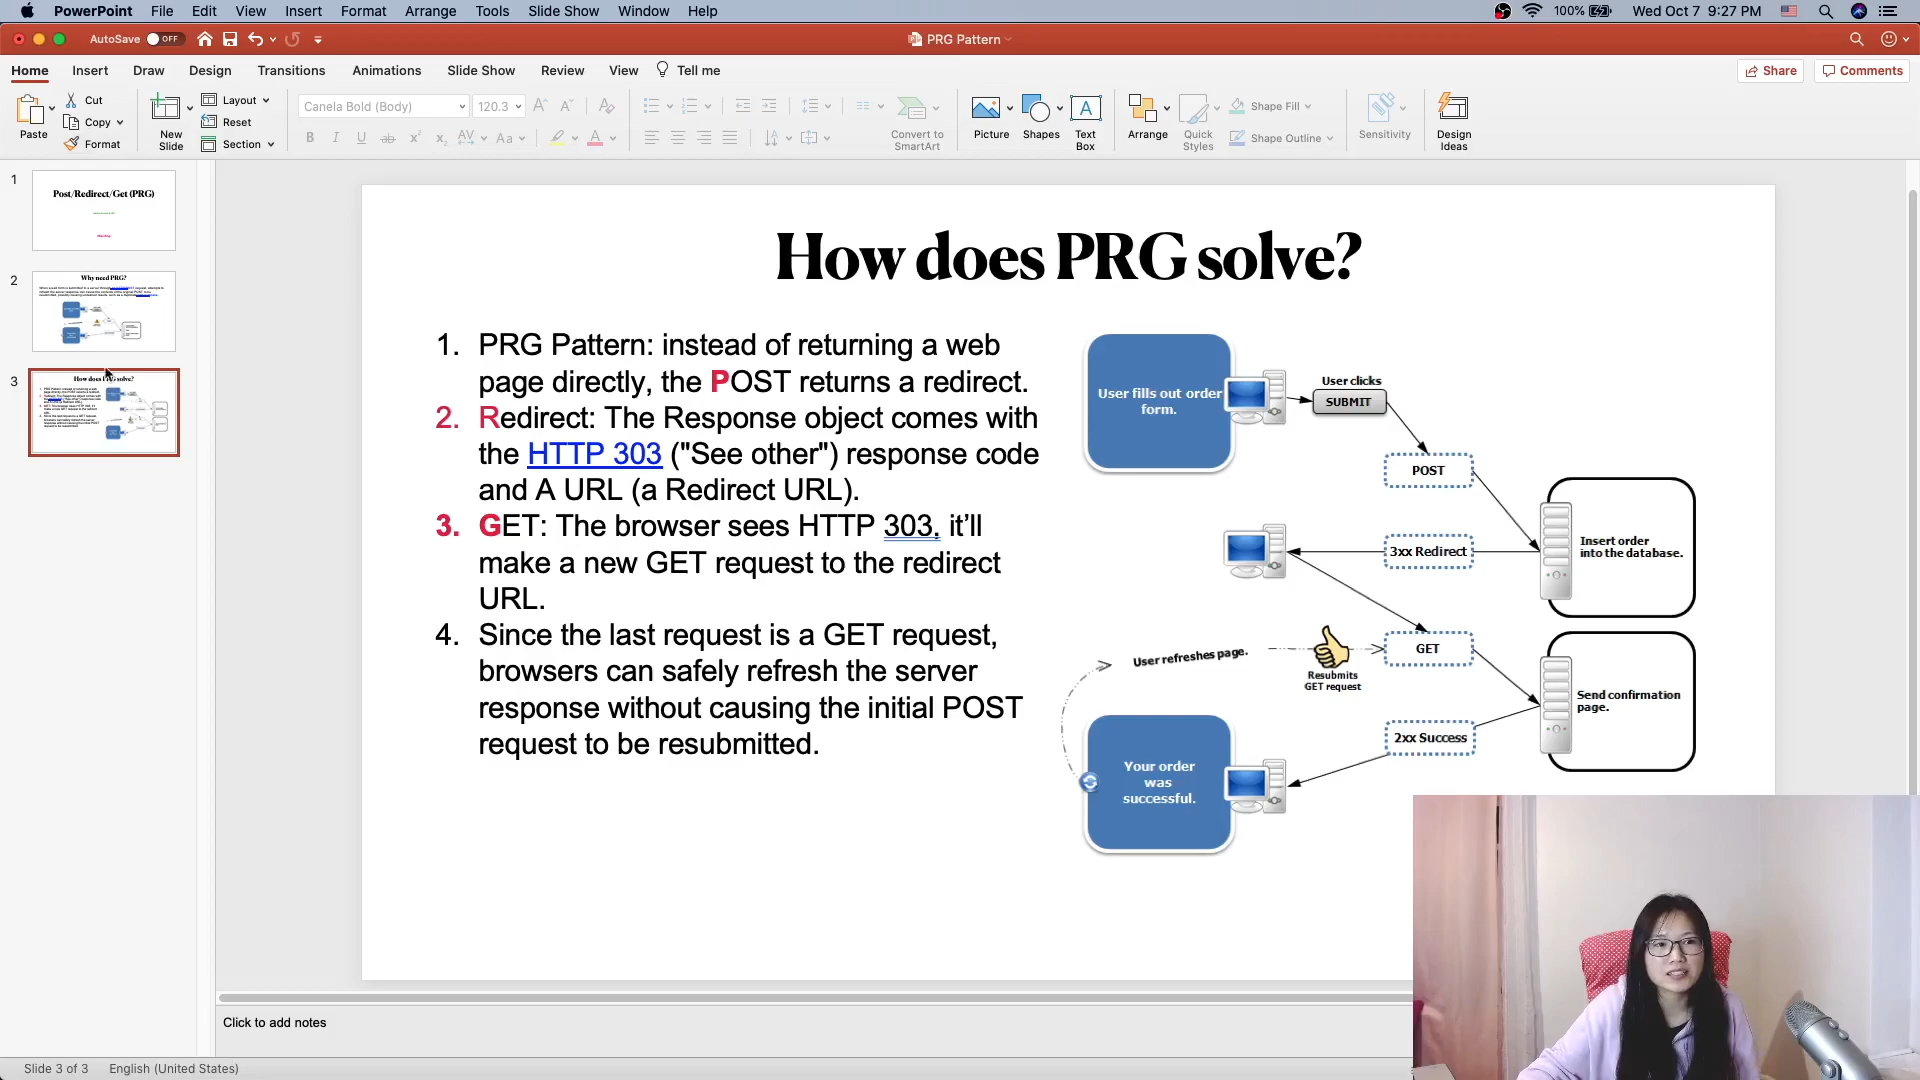 PowerPoint File Edit View Insert Format Arrange Tools Slide Show Window Help 100% Wed Oct 7 9:27 PM
AutoSave OFF PRG Pattern
Home Insert Draw Design Transitions Animations Slide Show Review View Tell me Share Comments
Paste Cut Copy Format
New Slide Layout Reset Section
Canela Bold (Body) 120.3
Convert to SmartArt
Picture Shapes Text Box Arrange Quick Styles Shape Fill Shape Outline Sensitivity Design Ideas
1
Post/Redirect/Get (PRG)
2
Why need PRG?
3
How does PRG solve?
How does PRG solve?
1. PRG Pattern: instead of returning a web
page directly, the POST returns a redirect.
2. Redirect: The Response object comes with
the HTTP 303 ("See other") response code
and A URL (a Redirect URL).
3. GET: The browser sees HTTP 303, it'll
make a new GET request to the redirect
URL.
4. Since the last request is a GET request,
browsers can safely refresh the server
response without causing the initial POST
request to be resubmitted.
User fills out order
form.
User clicks
SUBMIT
POST
Insert order
into the database.
3xx Redirect
User refreshes page.
Resubmits
GET request
GET
Send confirmation
page.
2xx Success
Your order
was
successful.
Click to add notes
Slide 3 of 3 English (United States)